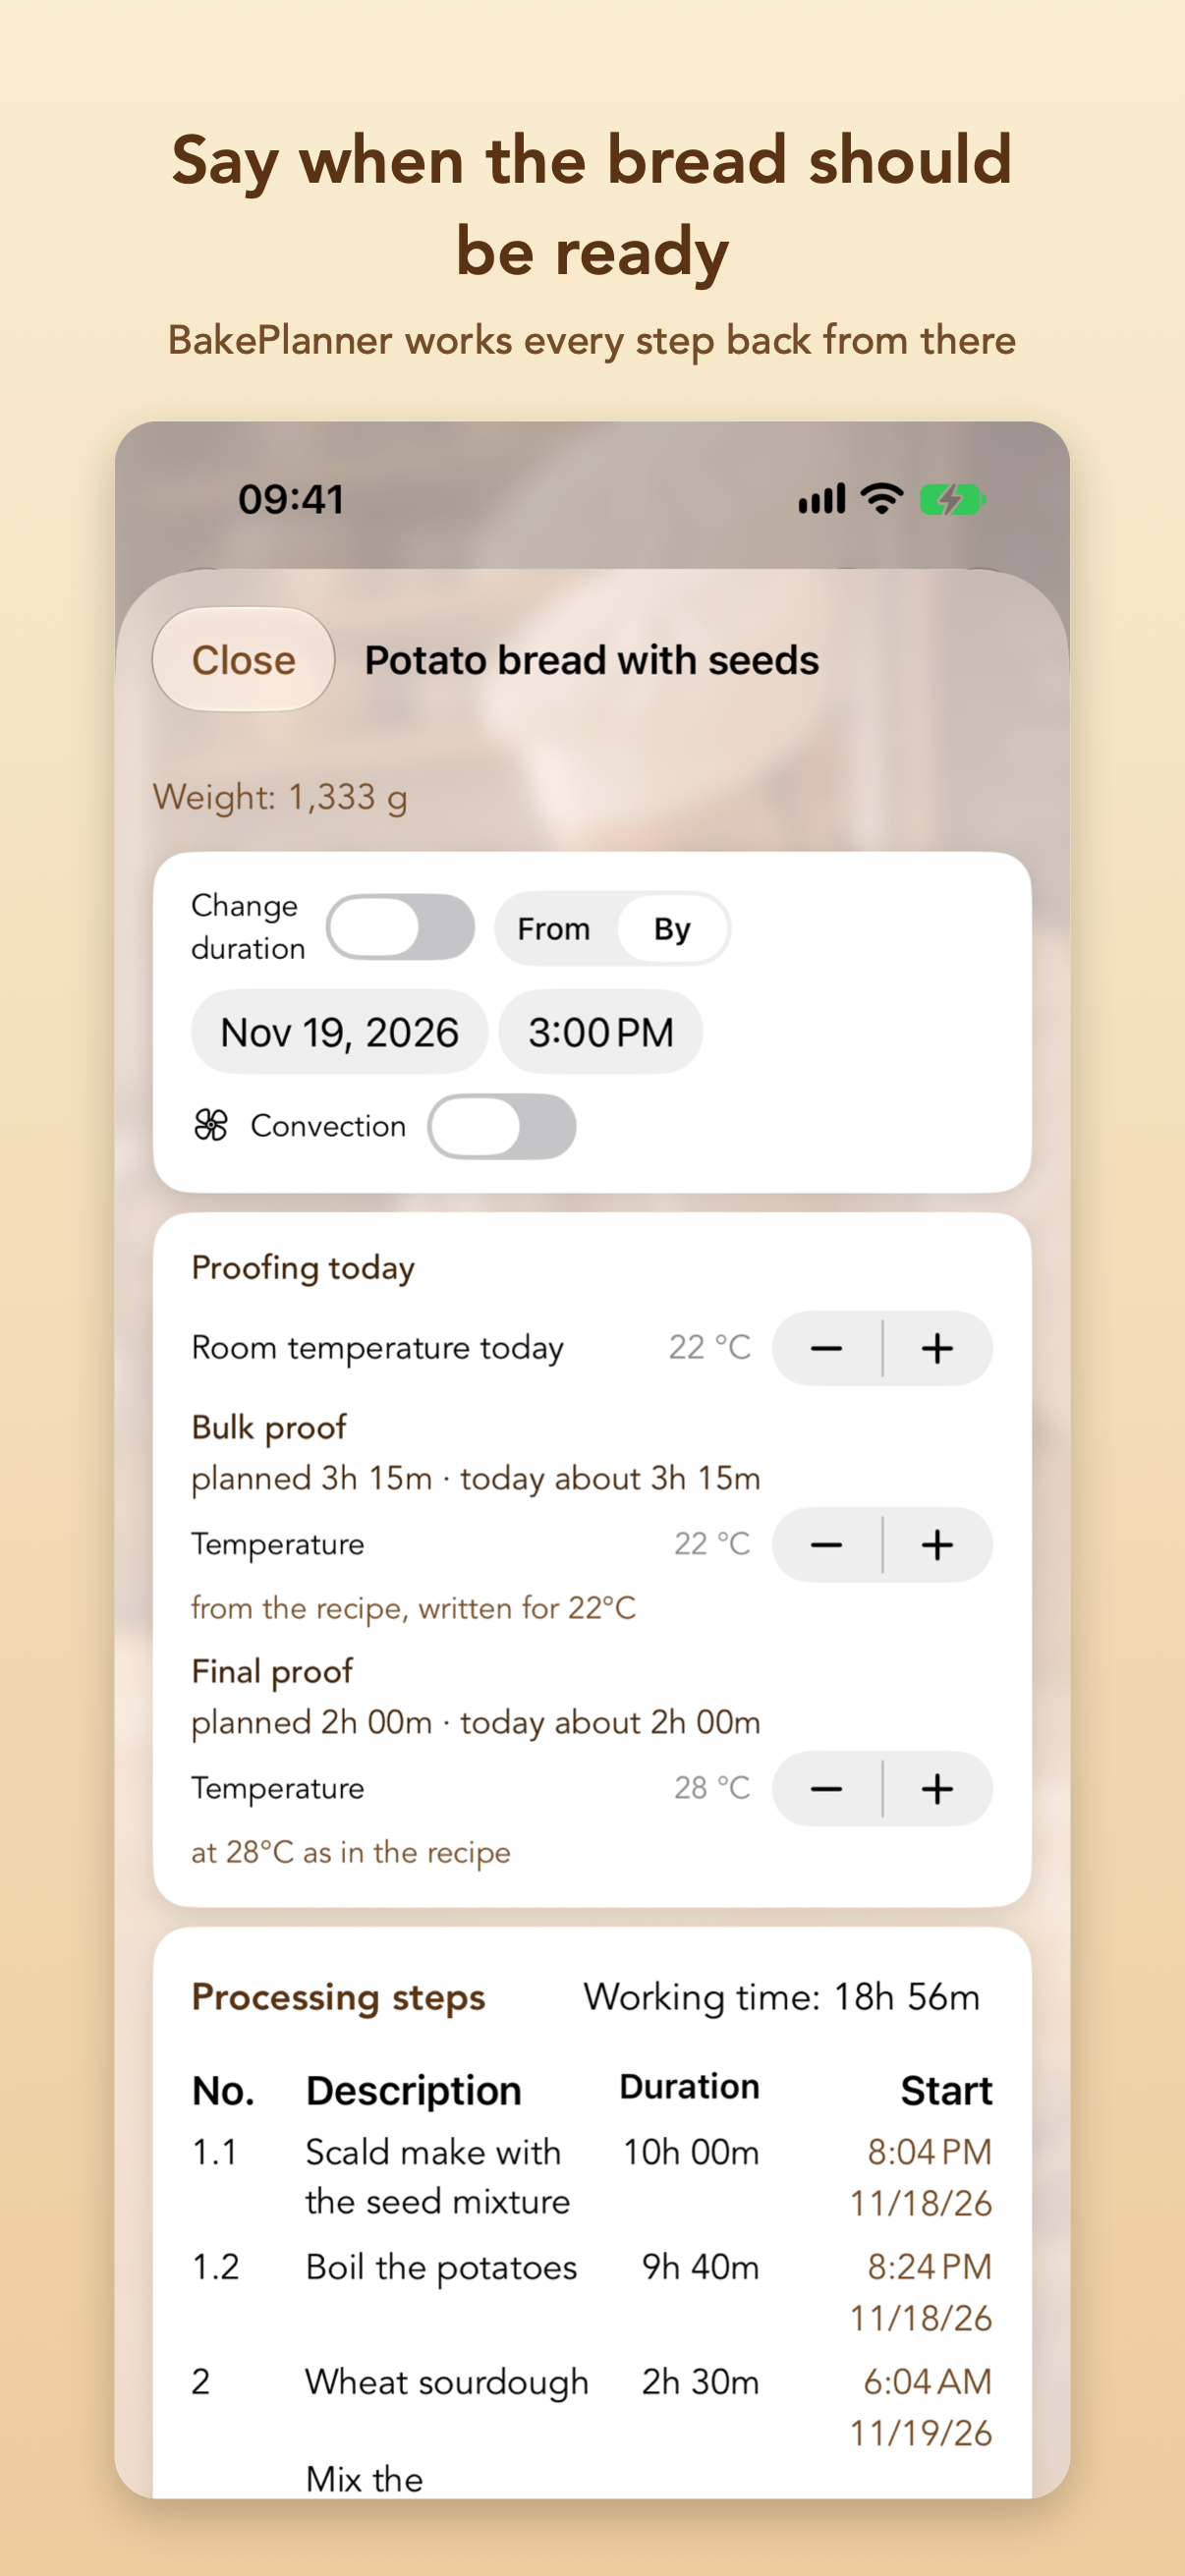 Say when the bread should
be ready
BakePlanner works every step back from there
09:41
Close Potato bread with seeds
Weight: 1,333 g
Change
duration
From By
Nov 19, 2026 3:00 PM
Convection
Proofing today
Room temperature today 22 °C − +
Bulk proof
planned 3h 15m · today about 3h 15m
Temperature 22 °C − +
from the recipe, written for 22°C
Final proof
planned 2h 00m · today about 2h 00m
Temperature 28 °C − +
at 28°C as in the recipe
Processing steps Working time: 18h 56m
No. Description Duration Start
1.1 Scald make with 10h 00m 8:04 PM
the seed mixture 11/18/26
1.2 Boil the potatoes 9h 40m 8:24 PM
11/18/26
2 Wheat sourdough 2h 30m 6:04 AM
11/19/26
Mix the